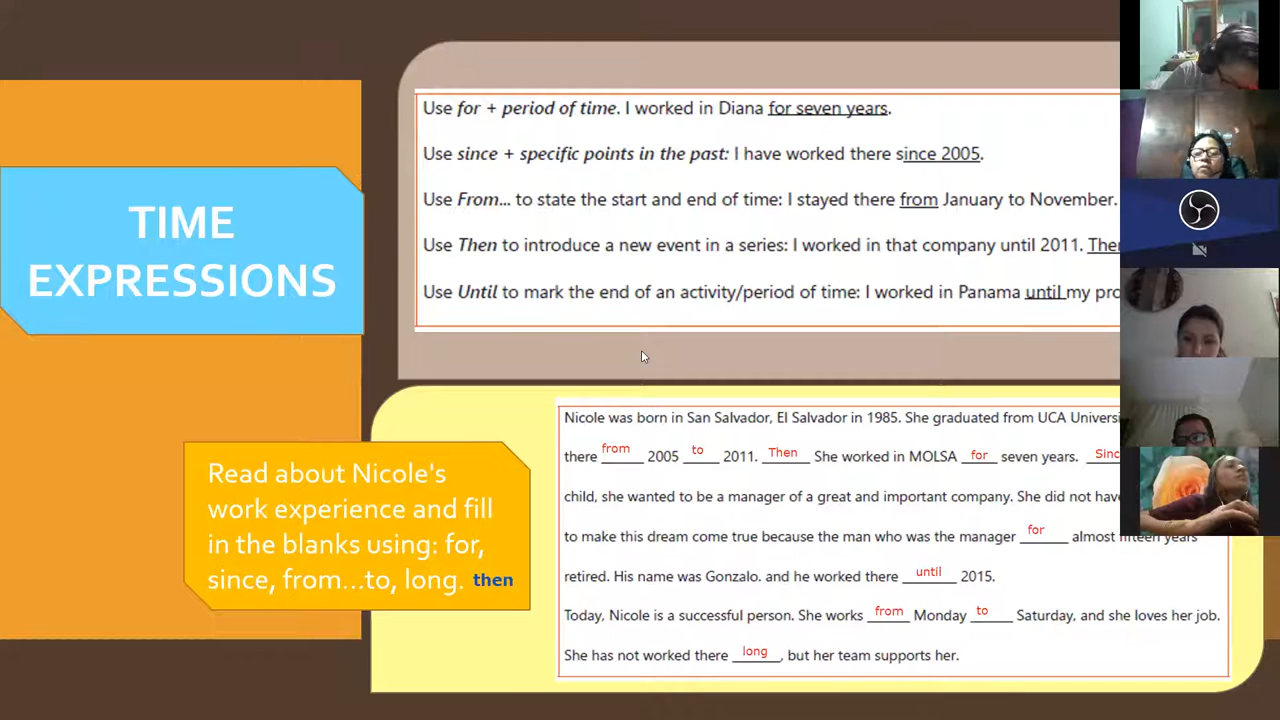 TIME
EXPRESSIONS
Use for + period of time. I worked in Diana for seven years.
Use since + specific points in the past: I have worked there since 2005.
Use From... to state the start and end of time: I stayed there from January to November.
Use Then to introduce a new event in a series: I worked in that company until 2011.
Use Until to mark the end of an activity/period of time: I worked in Panama until my
Read about Nicole's
work experience and fill
in the blanks using: for,
since, from...to, long. then
Nicole was born in San Salvador, El Salvador in 1985. She graduated from UCA
there from 2005 to 2011. Then She worked in MOLSA for seven years.
child, she wanted to be a manager of a great and important company. She did not
to make this dream come true because the man who was the manager for almost fifteen years
retired. His name was Gonzalo. and he worked there until 2015.
Today, Nicole is a successful person. She works from Monday to Saturday, and she loves her job.
She has not worked there long, but her team supports her.